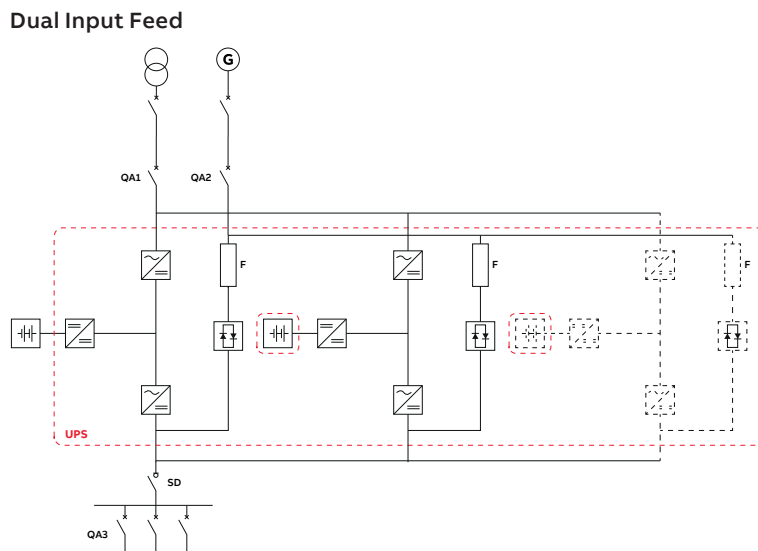 Dual Input Feed
G
QA1
QA2
F
F
F
UPS
SD
QA3